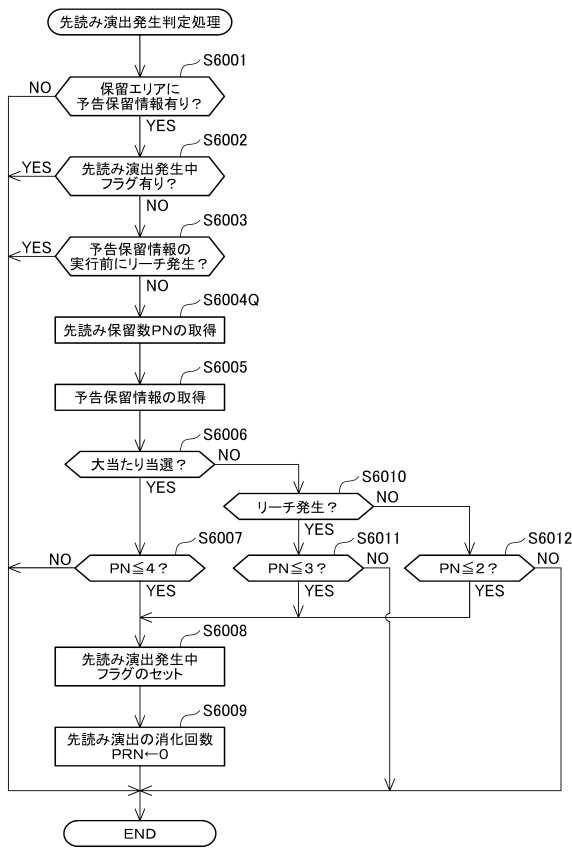 先読み演出発生判定処理
S6001
保留エリアに
予告保留情報有り？
NO
YES
S6002
先読み演出発生中
フラグ有り？
YES
NO
S6003
予告保留情報の
実行前にリーチ発生？
YES
NO
S6004Q
先読み保留数PNの取得
S6005
予告保留情報の取得
S6006
大当たり当選？
NO
YES
S6010
リーチ発生？
NO
YES
S6007
PN≦4？
NO
YES
S6011
PN≦3？
NO
YES
S6012
PN≦2？
NO
YES
S6008
先読み演出発生中
フラグのセット
S6009
先読み演出の消化回数
PRN←0
END